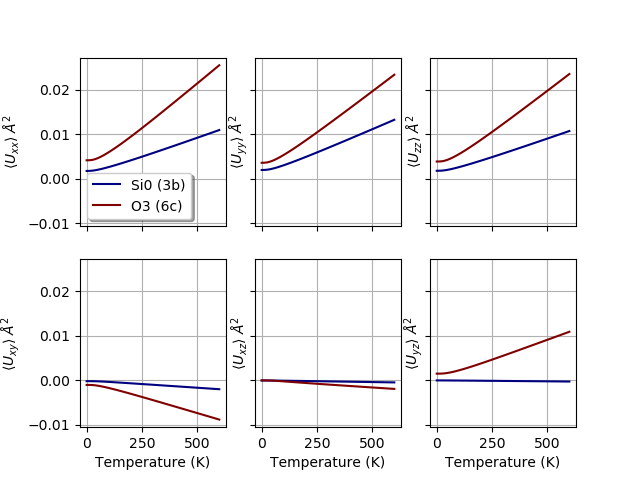 ⟨U_xx⟩ Å²
0.02
0.01
0.00
−0.01
Si0 (3b)
O3 (6c)
⟨U_yy⟩ Å²
⟨U_zz⟩ Å²
⟨U_xy⟩ Å²
0.02
0.01
0.00
−0.01
0 250 500
Temperature (K)
⟨U_xz⟩ Å²
0 250 500
Temperature (K)
⟨U_yz⟩ Å²
0 250 500
Temperature (K)